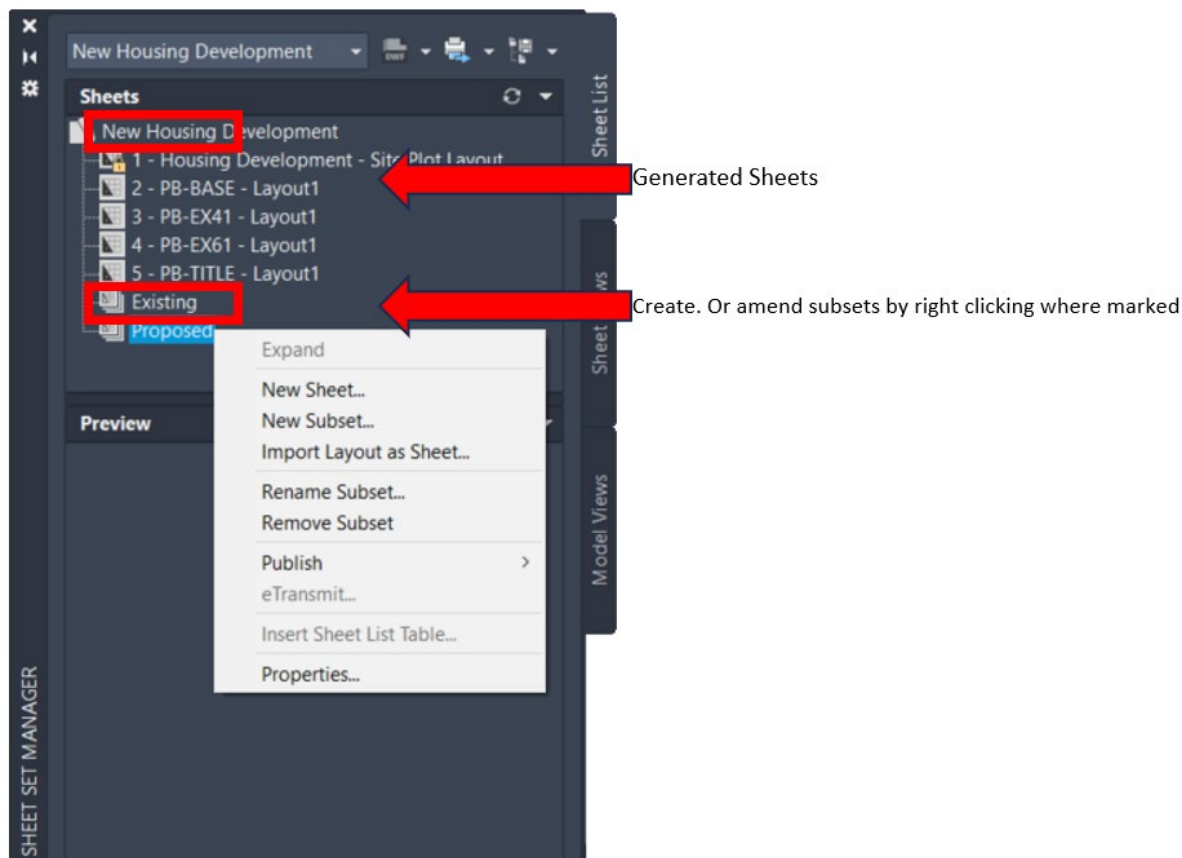 New Housing Development
Sheets
New Housing Development
1 - Housing Development - Site Plot Layout
2 - PB-BASE - Layout1
3 - PB-EX41 - Layout1
4 - PB-EX61 - Layout1
5 - PB-TITLE - Layout1
Existing
Proposed
Expand
New Sheet...
New Subset...
Import Layout as Sheet...
Rename Subset...
Remove Subset
Publish
eTransmit...
Insert Sheet List Table...
Properties...
Preview
Sheet List
Sheet
Model Views
SHEET SET MANAGER
Generated Sheets
Create. Or amend subsets by right clicking where marked